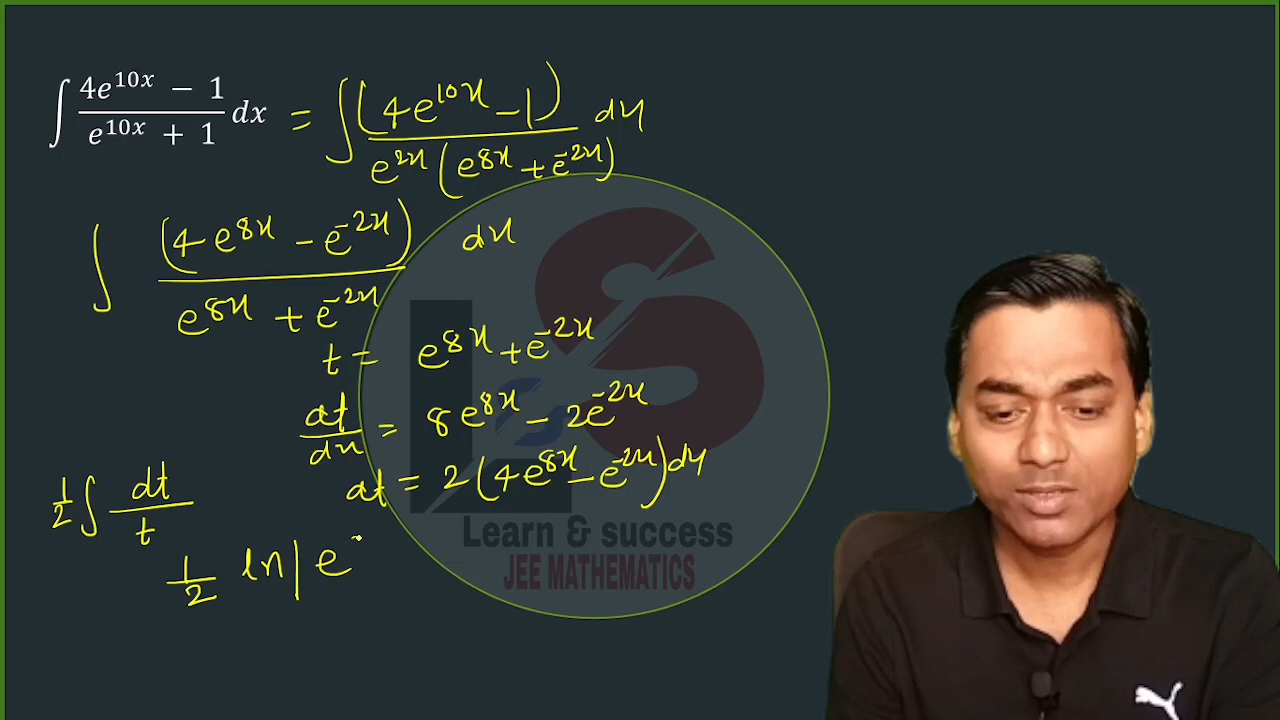 ∫ (4e^{10x} − 1)/(e^{10x} + 1) dx = ∫ (4e^{10x} − 1)/(e^{2x}(e^{8x} + e^{−2x})) dx
∫ (4e^{8x} − e^{−2x})/(e^{8x} + e^{−2x}) dx
t = e^{8x} + e^{−2x}
dt/dx = 8e^{8x} − 2e^{−2x}
dt = 2(4e^{8x} − e^{−2x})dx
1/2 ∫ dt/t
1/2 ln|e
Learn & success
JEE MATHEMATICS